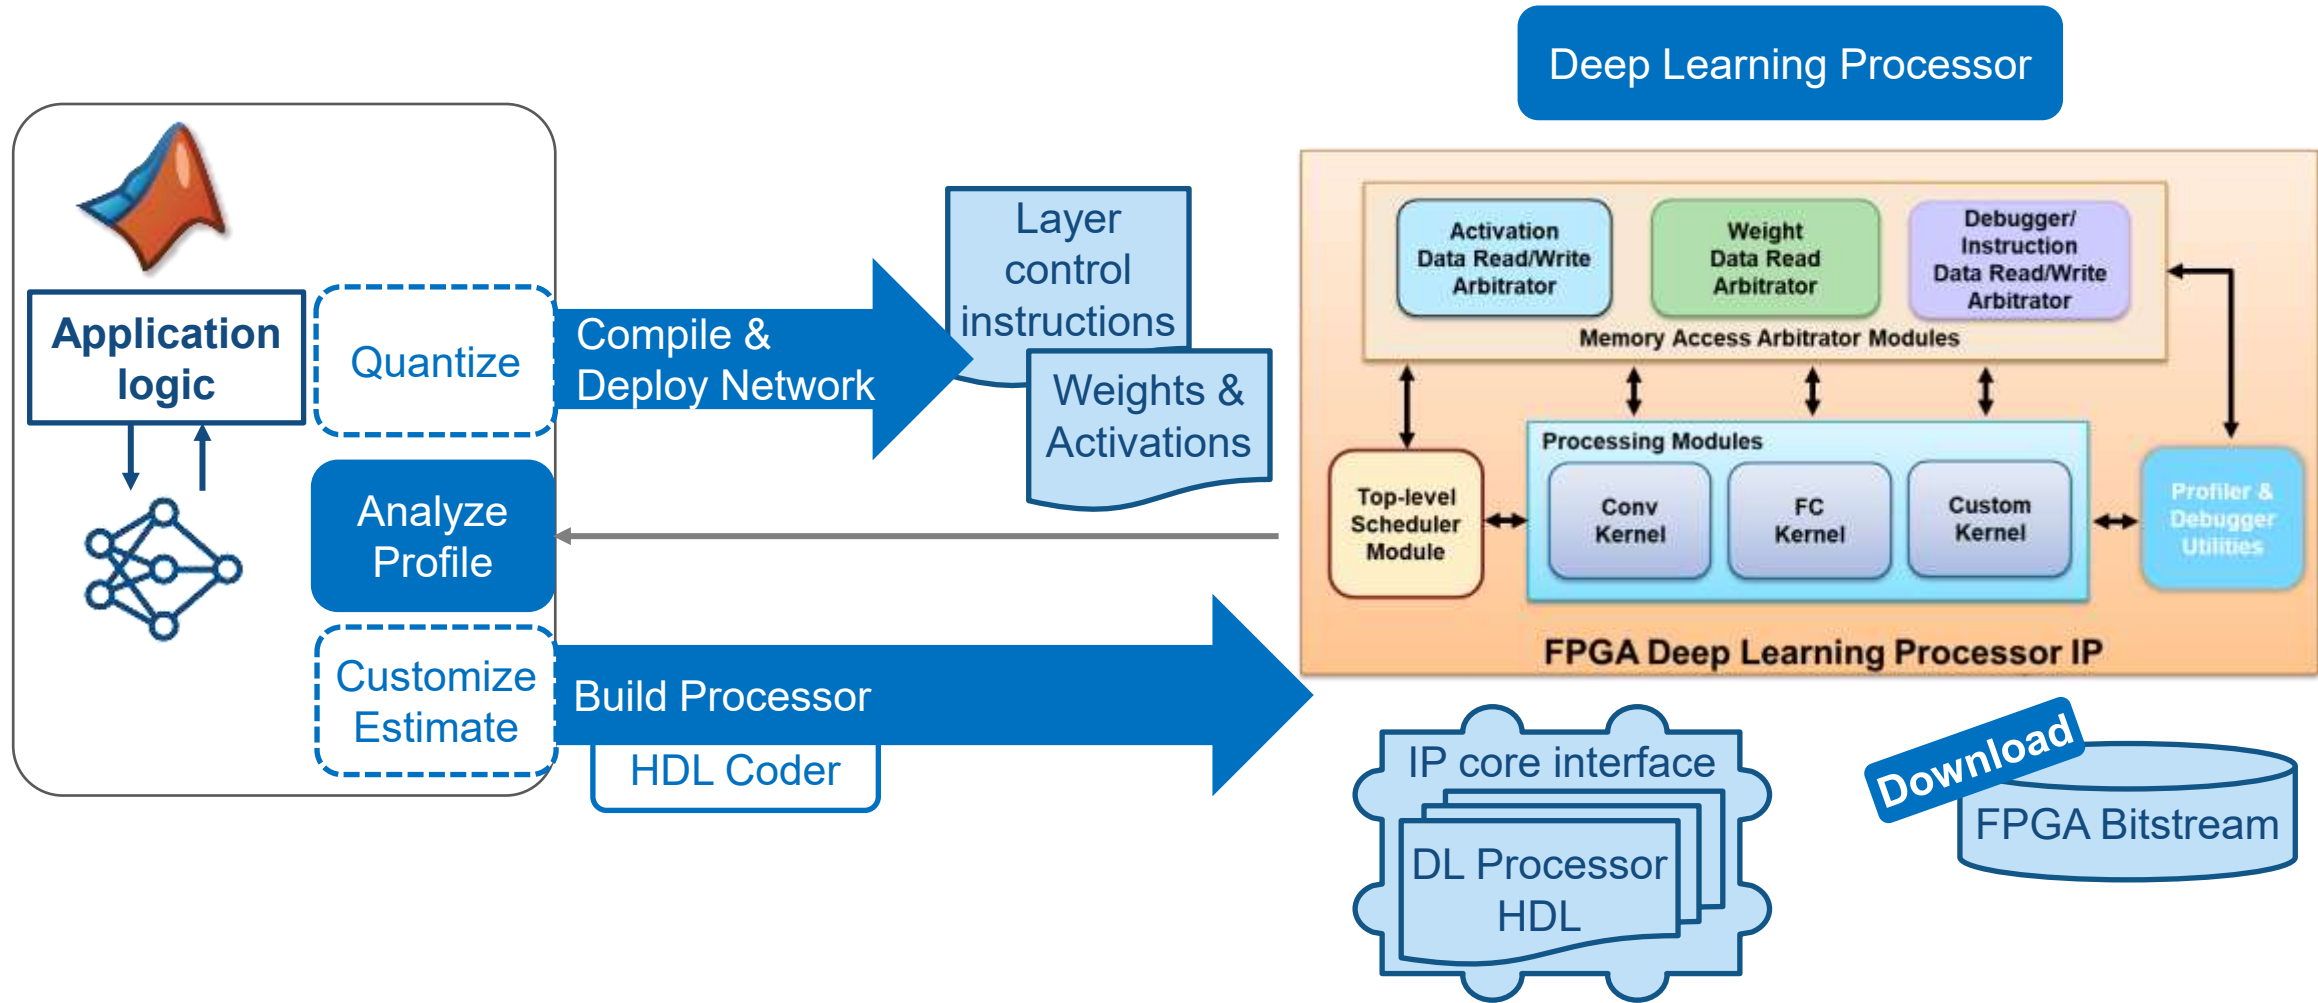 Deep Learning Processor
Application
logic
Quantize
Analyze
Profile
Customize
Estimate
Compile &
Deploy Network
Build Processor
HDL Coder
Layer
control
instructions
Weights &
Activations
Activation
Data Read/Write
Arbitrator
Weight
Data Read
Arbitrator
Debugger/
Instruction
Data Read/Write
Arbitrator
Memory Access Arbitrator Modules
Processing Modules
Top-level
Scheduler
Module
Conv
Kernel
FC
Kernel
Custom
Kernel
Profiler &
Debugger
Utilities
FPGA Deep Learning Processor IP
IP core interface
DL Processor
HDL
Download
FPGA Bitstream